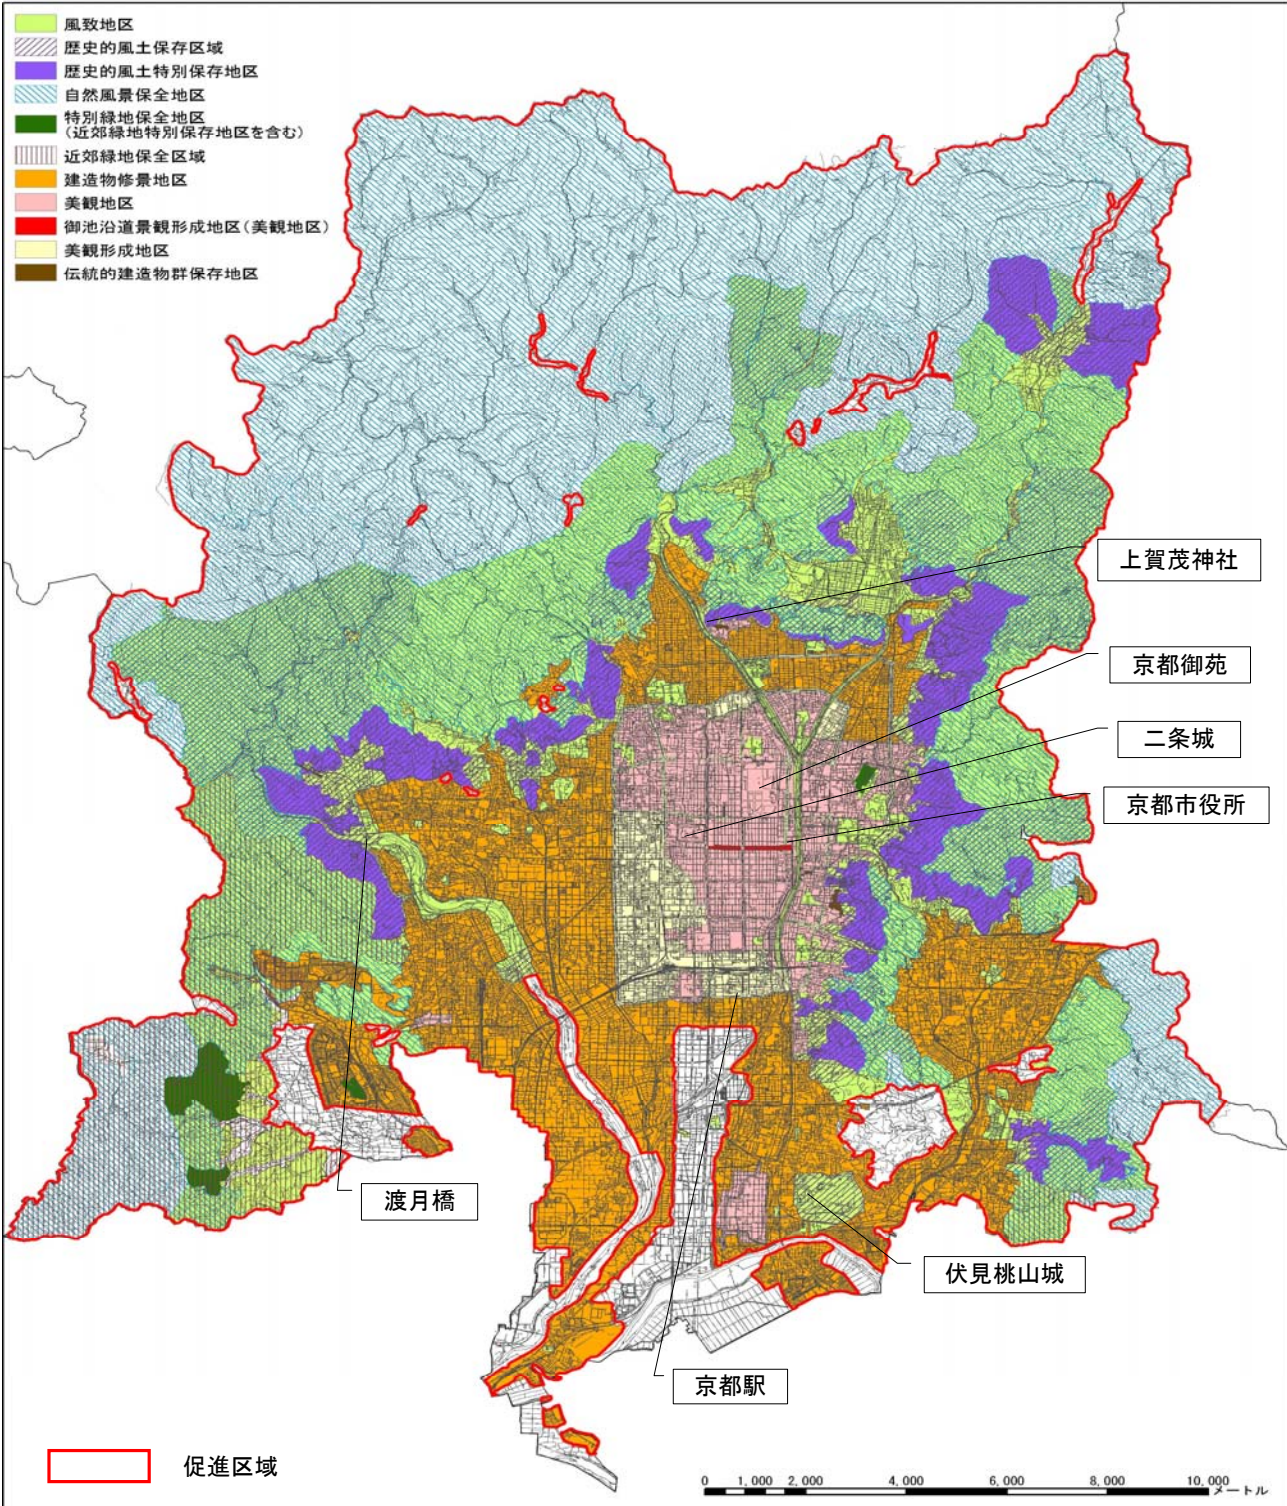 風致地区
歴史的風土保存区域
歴史的風土特別保存地区
自然風景保全地区
特別緑地保全地区
(近郊緑地特別保存地区を含む)
近郊緑地保全区域
建造物修景地区
美観地区
御池沿道景観形成地区(美観地区)
美観形成地区
伝統的建造物群保存地区
上賀茂神社
京都御苑
二条城
京都市役所
渡月橋
伏見桃山城
京都駅
促進区域
0 1,000 2,000 4,000 6,000 8,000 10,000
メートル